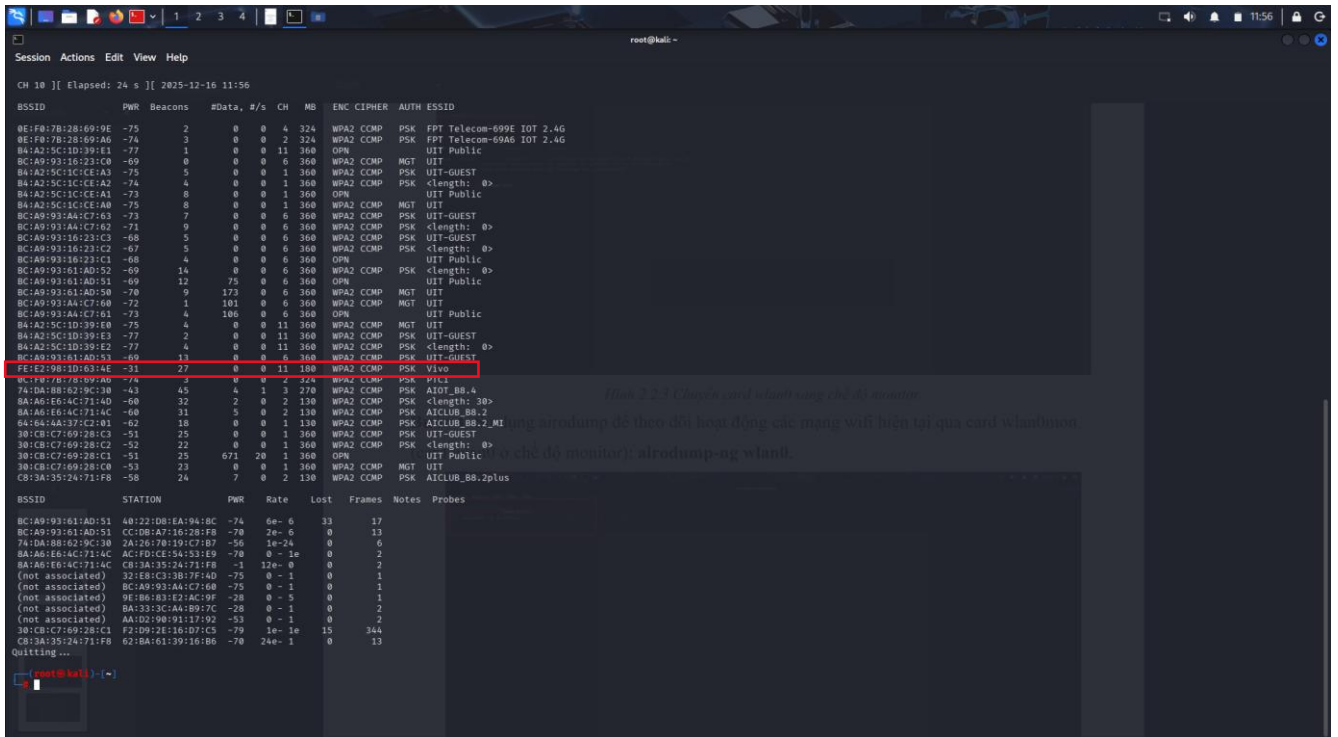 1 2 3 4
11:56
root@kali: ~
Session Actions Edit View Help
CH 10 ][ Elapsed: 24 s ][ 2025-12-16 11:56
BSSID PWR Beacons #Data, #/s CH MB ENC CIPHER AUTH ESSID
0E:F0:7B:28:69:9E -75 2 0 0 4 324 WPA2 CCMP PSK FPT Telecom-699E IOT 2.4G
0E:F0:7B:28:69:A6 -74 3 0 0 2 324 WPA2 CCMP PSK FPT Telecom-69A6 IOT 2.4G
B4:A2:5C:1D:39:E1 -77 1 0 0 11 360 OPN UIT Public
BC:A9:93:16:23:C0 -69 0 0 0 6 360 WPA2 CCMP MGT UIT
B4:A2:5C:1C:CE:A3 -75 5 0 0 1 360 WPA2 CCMP PSK UIT-GUEST
B4:A2:5C:1C:CE:A2 -74 4 0 0 1 360 WPA2 CCMP PSK <length: 0>
B4:A2:5C:1C:CE:A1 -73 8 0 0 1 360 OPN UIT Public
B4:A2:5C:1C:CE:A0 -75 8 0 0 1 360 WPA2 CCMP MGT UIT
BC:A9:93:A4:C7:63 -73 7 0 0 6 360 WPA2 CCMP PSK UIT-GUEST
BC:A9:93:A4:C7:62 -71 9 0 0 6 360 WPA2 CCMP PSK <length: 0>
BC:A9:93:16:23:C3 -68 5 0 0 6 360 WPA2 CCMP PSK UIT-GUEST
BC:A9:93:16:23:C2 -67 5 0 0 6 360 WPA2 CCMP PSK <length: 0>
BC:A9:93:16:23:C1 -68 4 0 0 6 360 OPN UIT Public
BC:A9:93:61:AD:52 -69 14 0 0 6 360 WPA2 CCMP PSK <length: 0>
BC:A9:93:61:AD:51 -69 12 75 0 6 360 OPN UIT Public
BC:A9:93:61:AD:50 -70 9 173 0 6 360 WPA2 CCMP MGT UIT
BC:A9:93:A4:C7:60 -72 1 101 0 6 360 WPA2 CCMP MGT UIT
BC:A9:93:A4:C7:61 -73 4 106 0 6 360 OPN UIT Public
B4:A2:5C:1D:39:E0 -75 4 0 0 11 360 WPA2 CCMP MGT UIT
B4:A2:5C:1D:39:E3 -77 2 0 0 11 360 WPA2 CCMP PSK UIT-GUEST
B4:A2:5C:1D:39:E2 -77 4 0 0 11 360 WPA2 CCMP PSK <length: 0>
BC:A9:93:61:AD:53 -69 13 0 0 6 360 WPA2 CCMP PSK UIT-GUEST
FE:E2:98:1D:63:4E -31 27 0 0 11 180 WPA2 CCMP PSK Vivo
0C:F0:7B:78:69:A6 -74 3 0 0 2 324 WPA2 CCMP PSK PTC1
74:DA:88:62:9C:30 -43 45 4 1 3 270 WPA2 CCMP PSK AIOT_B8.4
8A:A6:E6:4C:71:4D -60 32 2 0 2 130 WPA2 CCMP PSK <length: 30>
8A:A6:E6:4C:71:4C -60 31 5 0 2 130 WPA2 CCMP PSK AICLUB_B8.2
64:64:4A:37:C2:01 -62 18 0 0 1 130 WPA2 CCMP PSK AICLUB_B8.2_MI
30:CB:C7:69:28:C3 -51 25 0 0 1 360 WPA2 CCMP PSK UIT-GUEST
30:CB:C7:69:28:C2 -52 22 0 0 1 360 WPA2 CCMP PSK <length: 0>
30:CB:C7:69:28:C1 -51 25 671 20 1 360 OPN UIT Public
30:CB:C7:69:28:C0 -53 23 0 0 1 360 WPA2 CCMP MGT UIT
C8:3A:35:24:71:F8 -58 24 7 0 2 130 WPA2 CCMP PSK AICLUB_B8.2plus
Hình 2.2.3 Chuyển card wlan0 sang chế độ monitor
dụng airodump để theo dõi hoạt động các mạng wifi hiện tại qua card wlan0mon
ở chế độ monitor): airodump-ng wlan0.
BSSID STATION PWR Rate Lost Frames Notes Probes
BC:A9:93:61:AD:51 40:22:D8:EA:94:8C -74 6e- 6 33 17
BC:A9:93:61:AD:51 CC:DB:A7:16:28:F8 -70 2e- 6 0 13
74:DA:88:62:9C:30 2A:26:70:19:C7:B7 -56 1e-24 0 6
8A:A6:E6:4C:71:4C AC:FD:CE:54:53:E9 -70 0 - 1e 0 2
8A:A6:E6:4C:71:4C C8:3A:35:24:71:F8 -1 12e- 0 0 2
(not associated) 32:E8:C3:3B:7F:4D -75 0 - 1 0 1
(not associated) BC:A9:93:A4:C7:60 -75 0 - 1 0 1
(not associated) 9E:B6:83:E2:AC:9F -28 0 - 5 0 1
(not associated) BA:33:3C:A4:B9:7C -28 0 - 1 0 2
(not associated) AA:D2:90:91:17:92 -53 0 - 1 0 2
30:CB:C7:69:28:C1 F2:D9:2E:16:D7:C5 -79 1e- 1e 15 344
C8:3A:35:24:71:F8 62:BA:61:39:16:B6 -70 24e- 1 0 13
Quitting...
(root㉿kali)-[~]
#